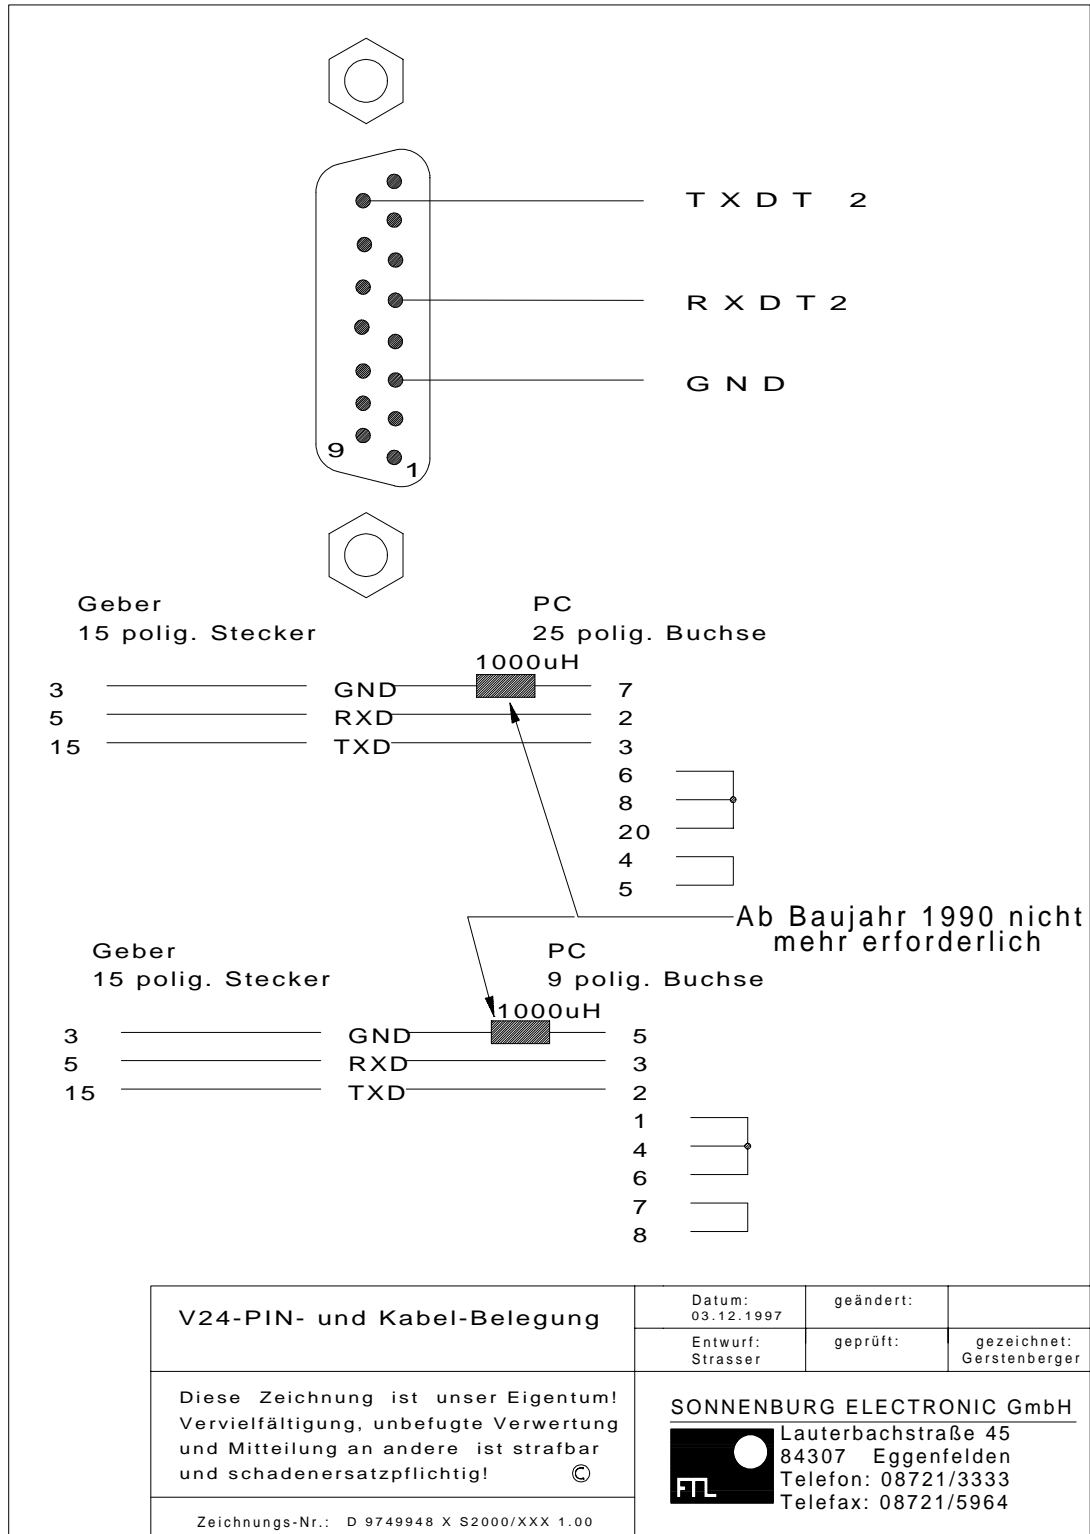 TXDT 2
RXDT2
GND
9
1
Geber
15 polig. Stecker
PC
25 polig. Buchse
1000uH
3 GND 7
5 RXD 2
15 TXD 3
6
8
20
4
5
Ab Baujahr 1990 nicht
mehr erforderlich
Geber
15 polig. Stecker
PC
9 polig. Buchse
1000uH
3 GND 5
5 RXD 3
15 TXD 2
1
4
6
7
8
V24-PIN- und Kabel-Belegung
Datum:
03.12.1997
geändert:
Entwurf:
Strasser
geprüft:
gezeichnet:
Gerstenberger
Diese Zeichnung ist unser Eigentum!
Vervielfältigung, unbefugte Verwertung
und Mitteilung an andere ist strafbar
und schadenersatzpflichtig! ©
Zeichnungs-Nr.: D 9749948 X S2000/XXX 1.00
SONNENBURG ELECTRONIC GmbH
FTL
Lauterbachstraße 45
84307 Eggenfelden
Telefon: 08721/3333
Telefax: 08721/5964